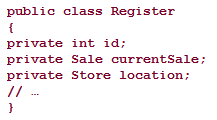 public class Register
{
private int id;
private Sale currentSale;
private Store location;
// …
}